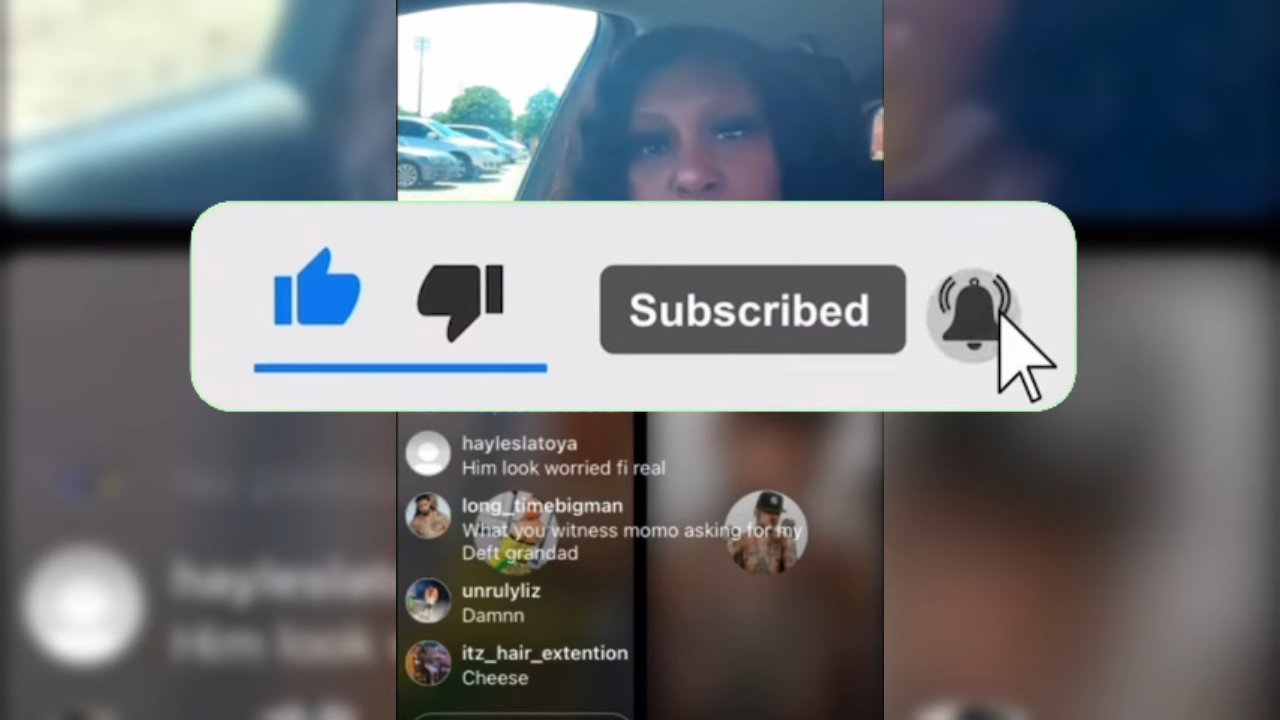 Subscribed
hayleslatoya
Him look worried fi real
long_timebigman
What you witness momo asking for my
Deft grandad
unrulyliz
Damnn
itz_hair_extention
Cheese